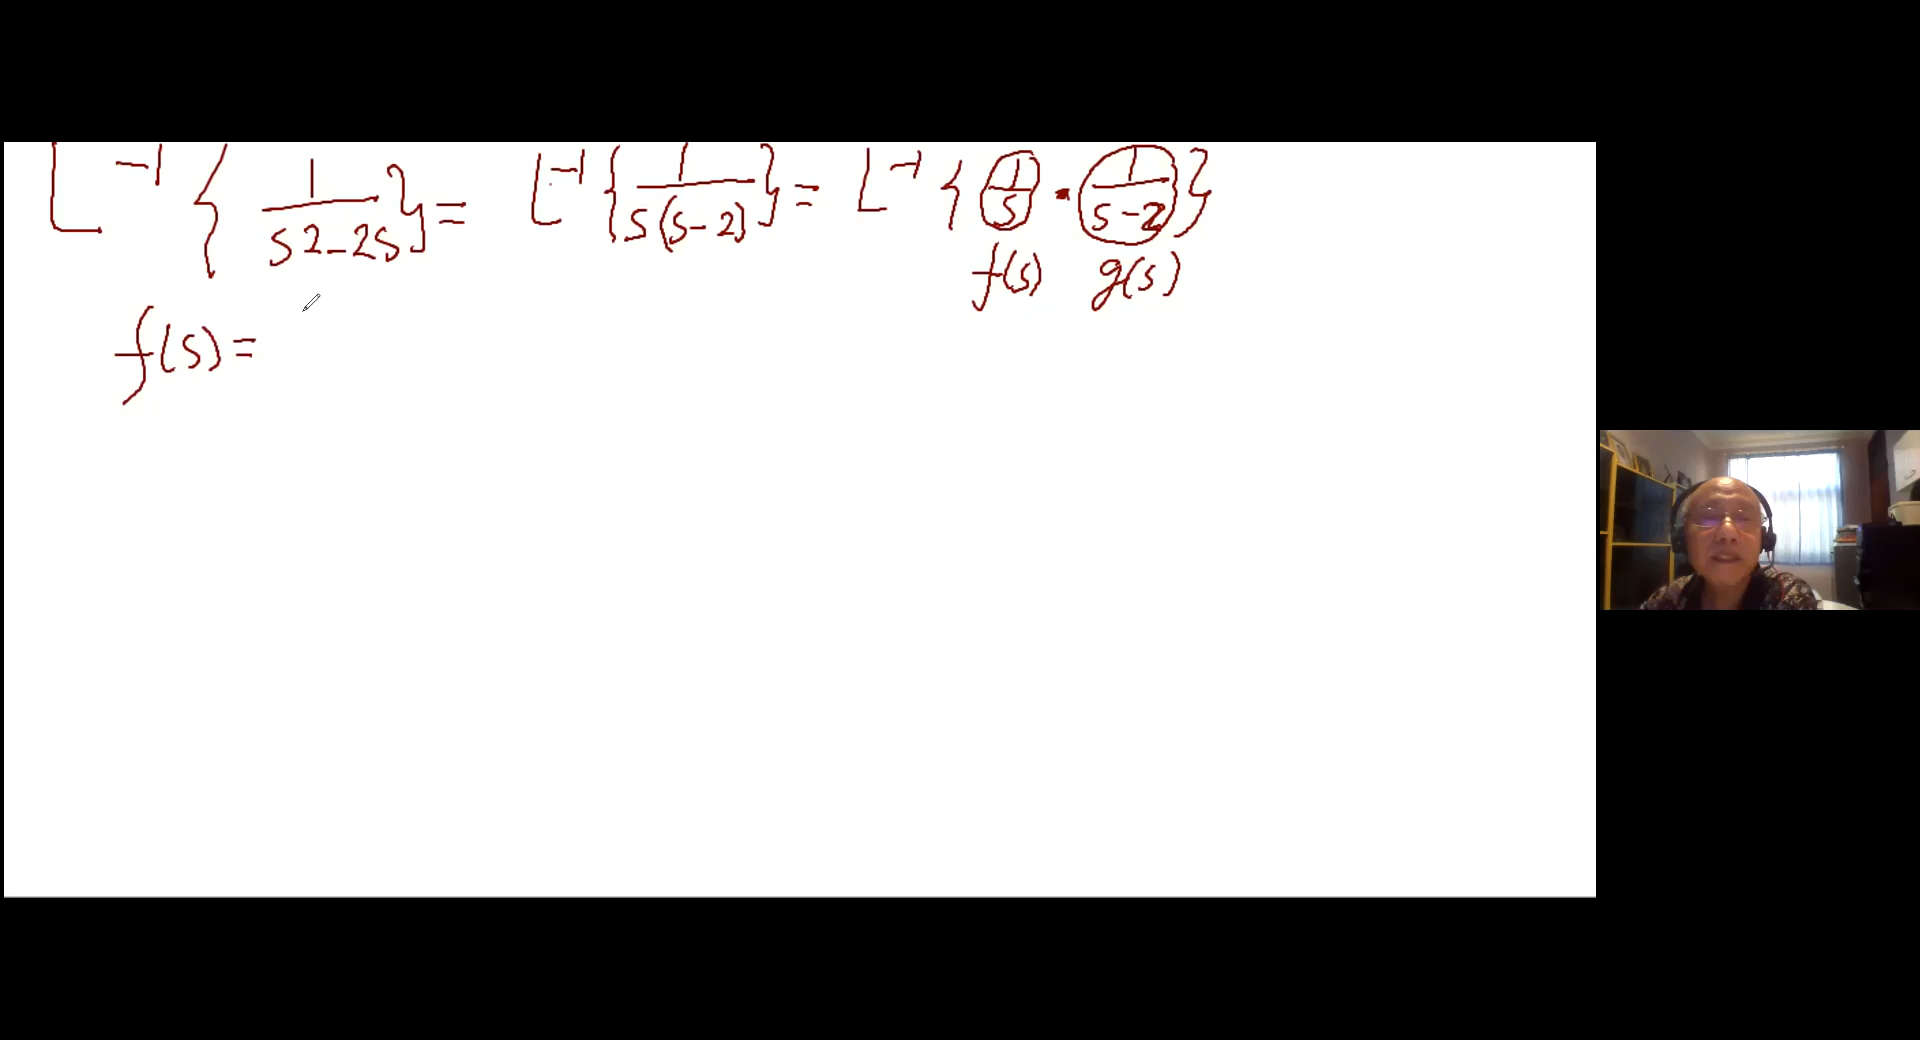 L⁻¹ { 1/(s²-2s) } = L⁻¹ { 1/(s(s-2)) } = L⁻¹ { 1/s · 1/(s-2) }
f(s) g(s)
f(s) =